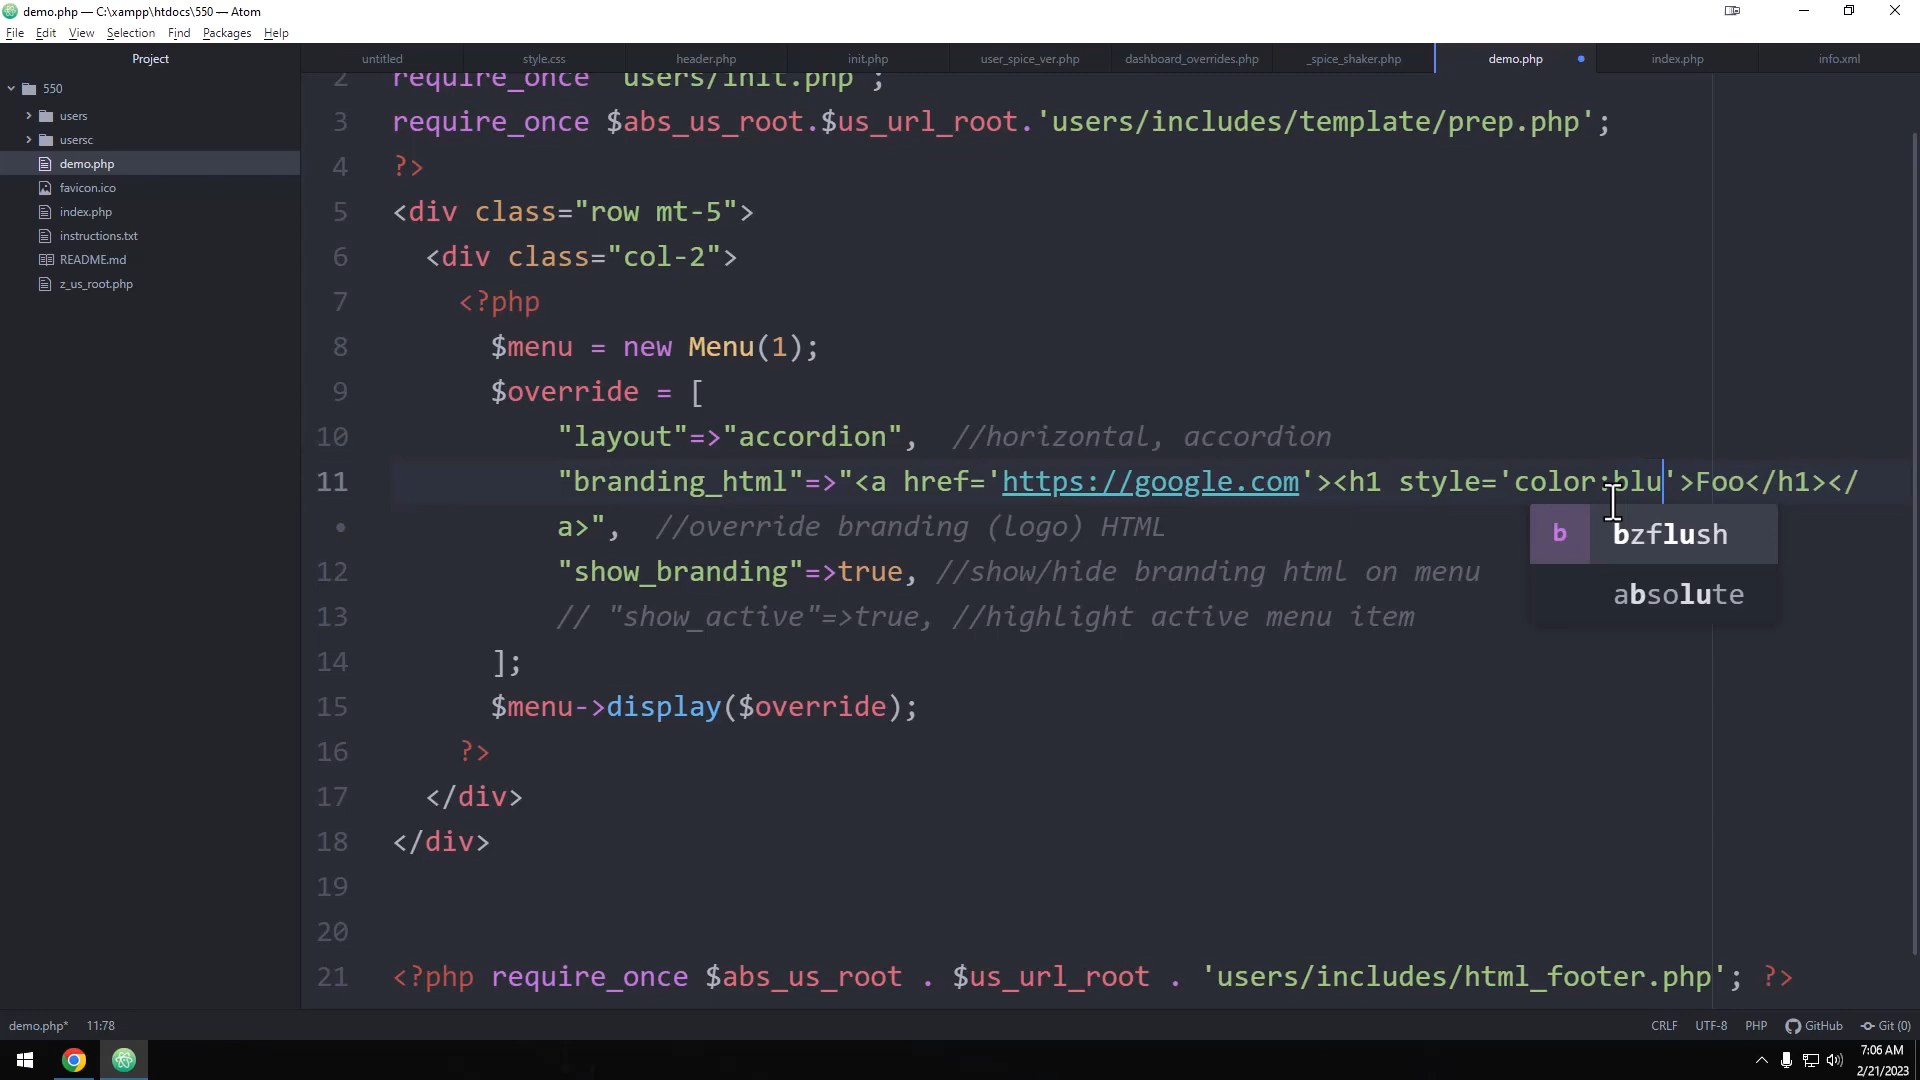 demo.php — C:\xampp\htdocs\550 — Atom
File Edit View Selection Find Packages Help
Project
untitled style.css header.php init.php user_spice_ver.php dashboard_overrides.php _spice_shaker.php demo.php index.php info.xml
550
users
usersc
demo.php
favicon.ico
index.php
instructions.txt
README.md
z_us_root.php
2 require_once 'users/init.php';
3 require_once $abs_us_root.$us_url_root.'users/includes/template/prep.php';
4 ?>
5 <div class="row mt-5">
6 <div class="col-2">
7 <?php
8 $menu = new Menu(1);
9 $override = [
10 "layout"=>"accordion", //horizontal, accordion
11 "branding_html"=>"<a href='https://google.com'><h1 style='color:blu'>Foo</h1></
• a>", //override branding (logo) HTML
b bzflush
12 "show_branding"=>true, //show/hide branding html on menu
absolute
13 // "show_active"=>true, //highlight active menu item
14 ];
15 $menu->display($override);
16 ?>
17 </div>
18 </div>
19
20
21 <?php require_once $abs_us_root . $us_url_root . 'users/includes/html_footer.php'; ?>
demo.php* 11:78 CRLF UTF-8 PHP GitHub Git (0)
7:06 AM
2/21/2023